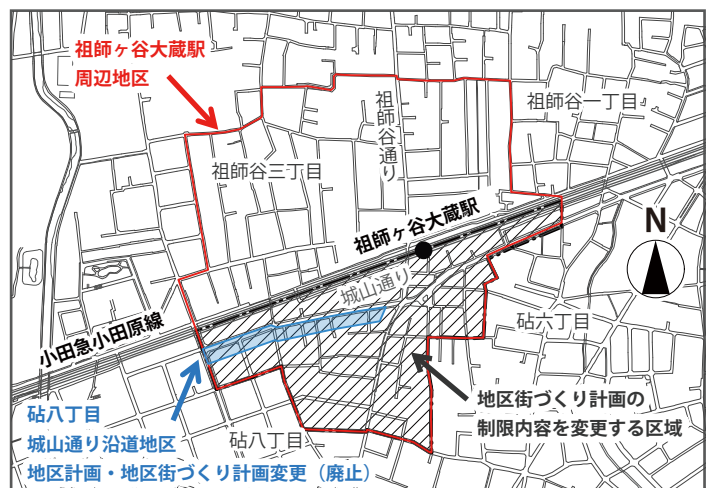 祖師ヶ谷大蔵駅
周辺地区
祖師谷通り
祖師谷一丁目
祖師谷三丁目
祖師ヶ谷大蔵駅
N
城山通り
小田急小田原線
砧六丁目
砧八丁目
城山通り沿道地区
地区計画・地区街づくり計画変更（廃止）
砧八丁目
地区街づくり計画の
制限内容を変更する区域